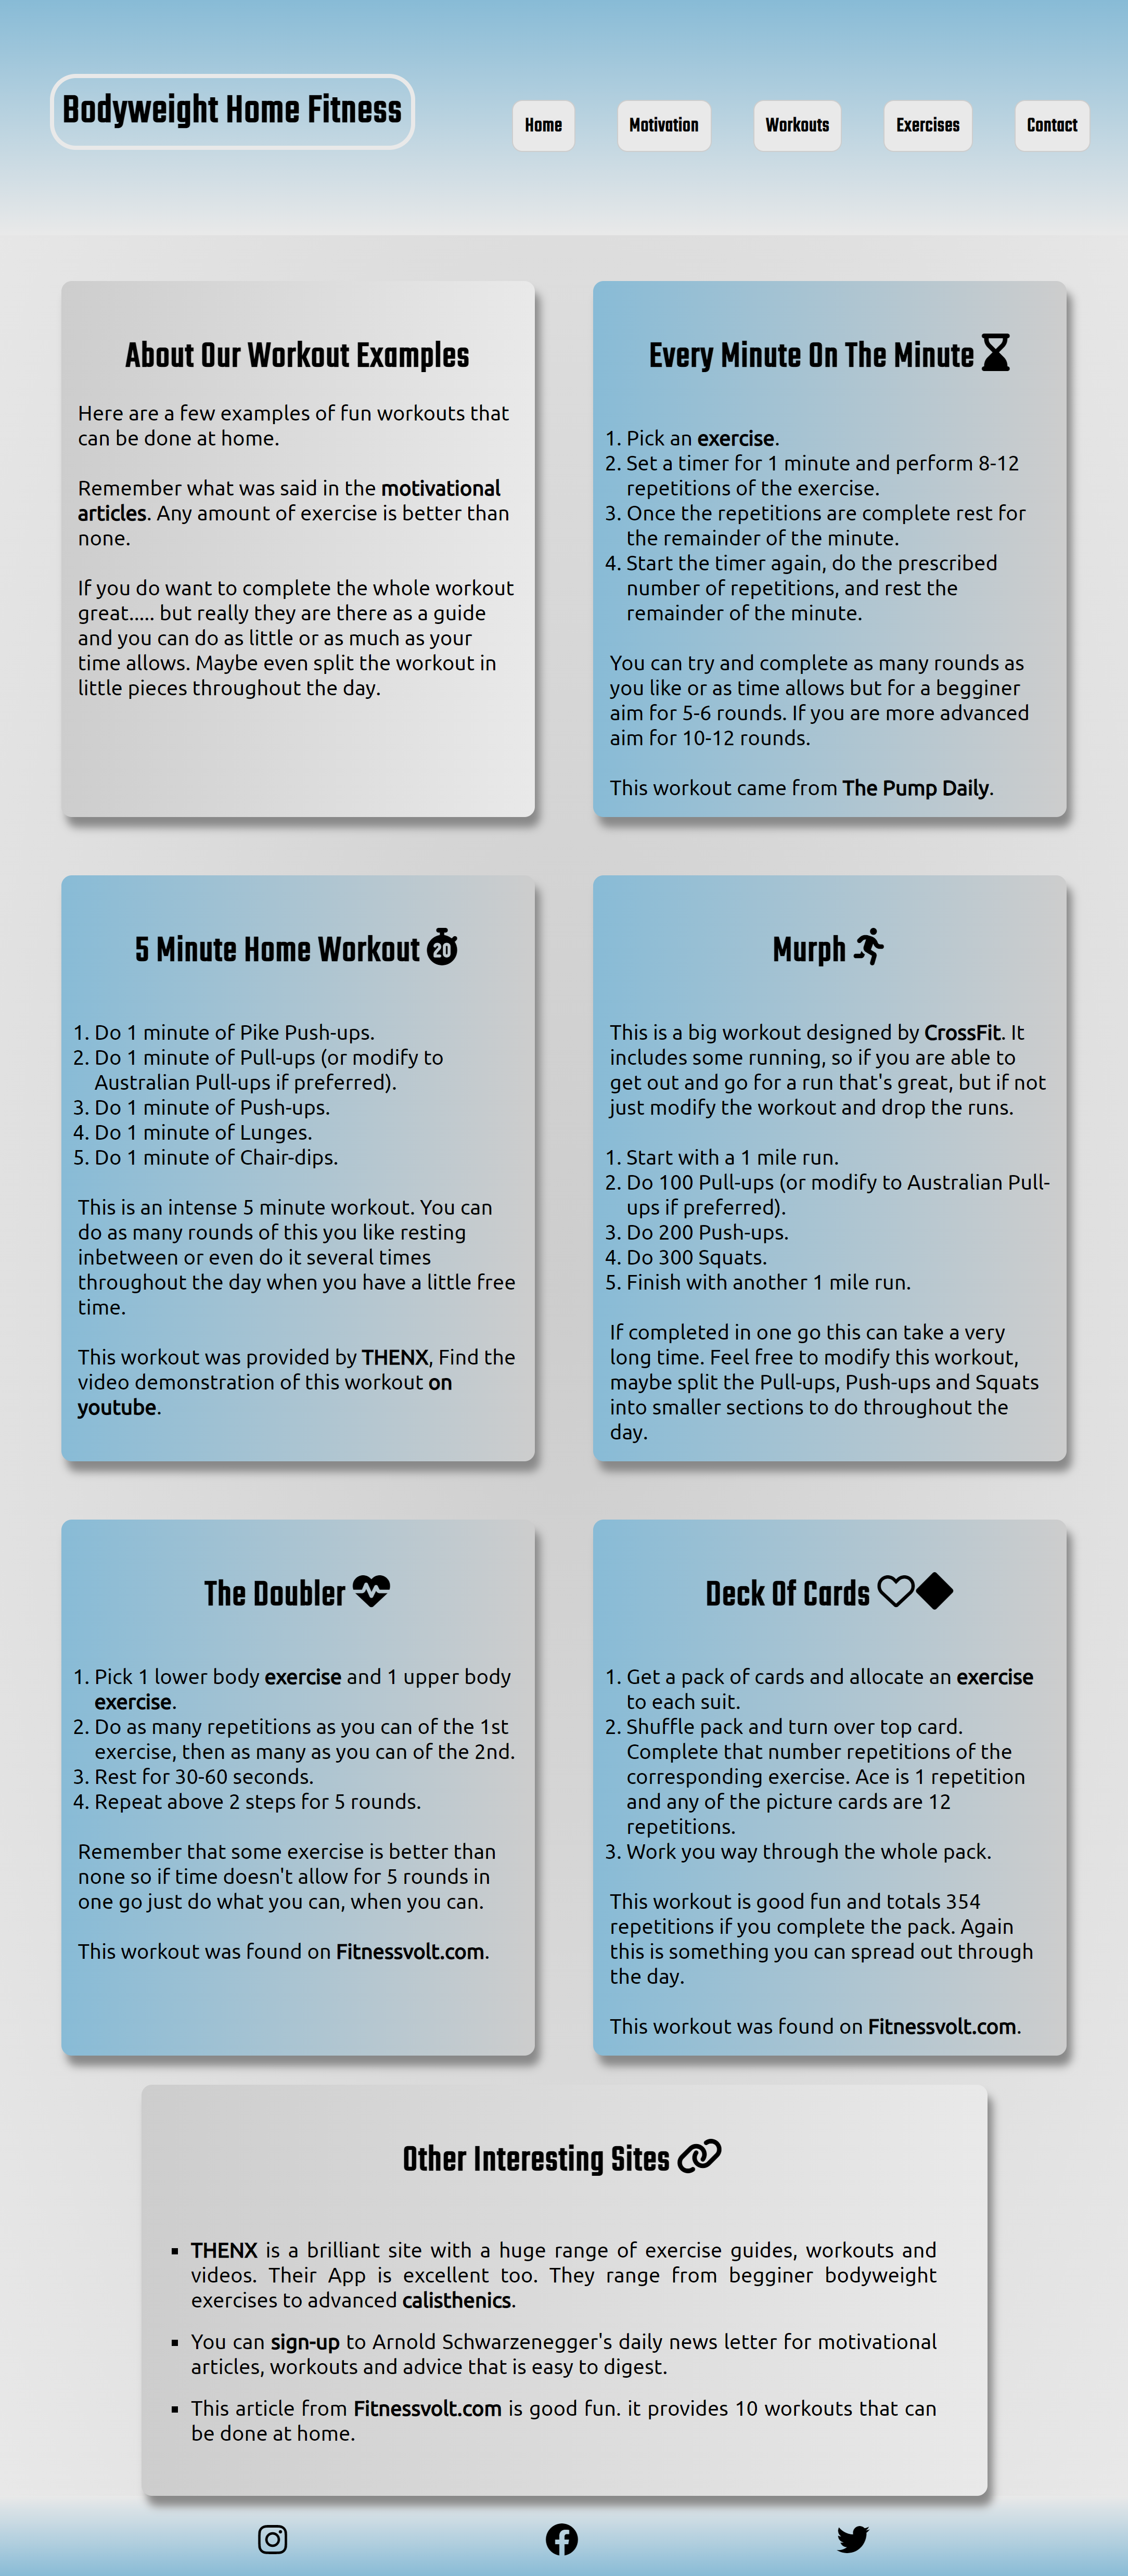 Bodyweight Home Fitness
Home
Motivation
Workouts
Exercises
Contact
About Our Workout Examples
Here are a few examples of fun workouts that
can be done at home.
Remember what was said in the motivational
articles. Any amount of exercise is better than
none.
If you do want to complete the whole workout
great..... but really they are there as a guide
and you can do as little or as much as your
time allows. Maybe even split the workout in
little pieces throughout the day.
Every Minute On The Minute
1. Pick an exercise.
2. Set a timer for 1 minute and perform 8-12
repetitions of the exercise.
3. Once the repetitions are complete rest for
the remainder of the minute.
4. Start the timer again, do the prescribed
number of repetitions, and rest the
remainder of the minute.
You can try and complete as many rounds as
you like or as time allows but for a begginer
aim for 5-6 rounds. If you are more advanced
aim for 10-12 rounds.
This workout came from The Pump Daily.
5 Minute Home Workout 20
1. Do 1 minute of Pike Push-ups.
2. Do 1 minute of Pull-ups (or modify to
Australian Pull-ups if preferred).
3. Do 1 minute of Push-ups.
4. Do 1 minute of Lunges.
5. Do 1 minute of Chair-dips.
This is an intense 5 minute workout. You can
do as many rounds of this you like resting
inbetween or even do it several times
throughout the day when you have a little free
time.
This workout was provided by THENX, Find the
video demonstration of this workout on
youtube.
Murph
This is a big workout designed by CrossFit. It
includes some running, so if you are able to
get out and go for a run that's great, but if not
just modify the workout and drop the runs.
1. Start with a 1 mile run.
2. Do 100 Pull-ups (or modify to Australian Pull-
ups if preferred).
3. Do 200 Push-ups.
4. Do 300 Squats.
5. Finish with another 1 mile run.
If completed in one go this can take a very
long time. Feel free to modify this workout,
maybe split the Pull-ups, Push-ups and Squats
into smaller sections to do throughout the
day.
The Doubler
1. Pick 1 lower body exercise and 1 upper body
exercise.
2. Do as many repetitions as you can of the 1st
exercise, then as many as you can of the 2nd.
3. Rest for 30-60 seconds.
4. Repeat above 2 steps for 5 rounds.
Remember that some exercise is better than
none so if time doesn't allow for 5 rounds in
one go just do what you can, when you can.
This workout was found on Fitnessvolt.com.
Deck Of Cards
1. Get a pack of cards and allocate an exercise
to each suit.
2. Shuffle pack and turn over top card.
Complete that number repetitions of the
corresponding exercise. Ace is 1 repetition
and any of the picture cards are 12
repetitions.
3. Work you way through the whole pack.
This workout is good fun and totals 354
repetitions if you complete the pack. Again
this is something you can spread out through
the day.
This workout was found on Fitnessvolt.com.
Other Interesting Sites
▪ THENX is a brilliant site with a huge range of exercise guides, workouts and
videos. Their App is excellent too. They range from begginer bodyweight
exercises to advanced calisthenics.
▪ You can sign-up to Arnold Schwarzenegger's daily news letter for motivational
articles, workouts and advice that is easy to digest.
▪ This article from Fitnessvolt.com is good fun. it provides 10 workouts that can
be done at home.